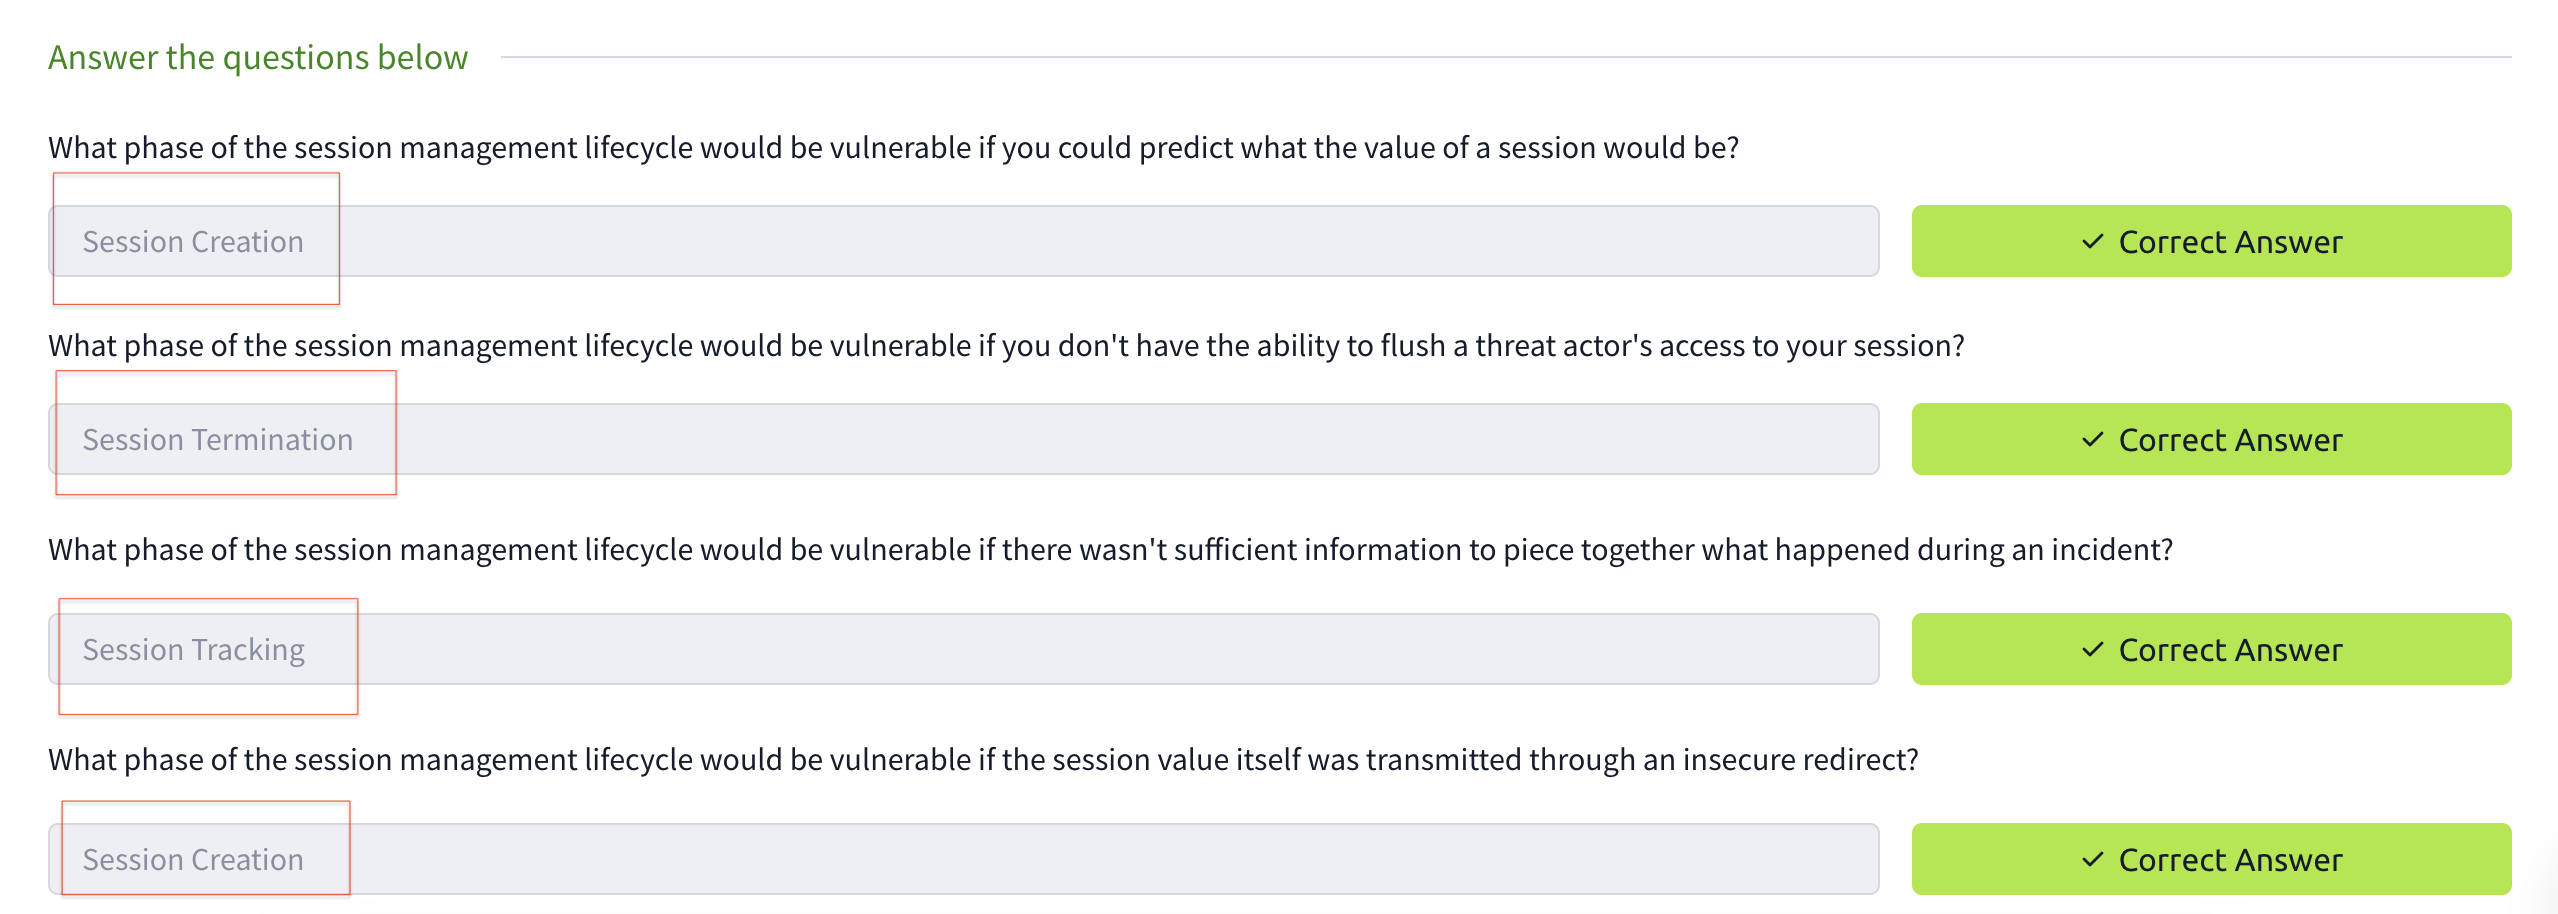 Answer the questions below
What phase of the session management lifecycle would be vulnerable if you could predict what the value of a session would be?
Session Creation
Correct Answer
What phase of the session management lifecycle would be vulnerable if you don't have the ability to flush a threat actor's access to your session?
Session Termination
Correct Answer
What phase of the session management lifecycle would be vulnerable if there wasn't sufficient information to piece together what happened during an incident?
Session Tracking
Correct Answer
What phase of the session management lifecycle would be vulnerable if the session value itself was transmitted through an insecure redirect?
Session Creation
Correct Answer